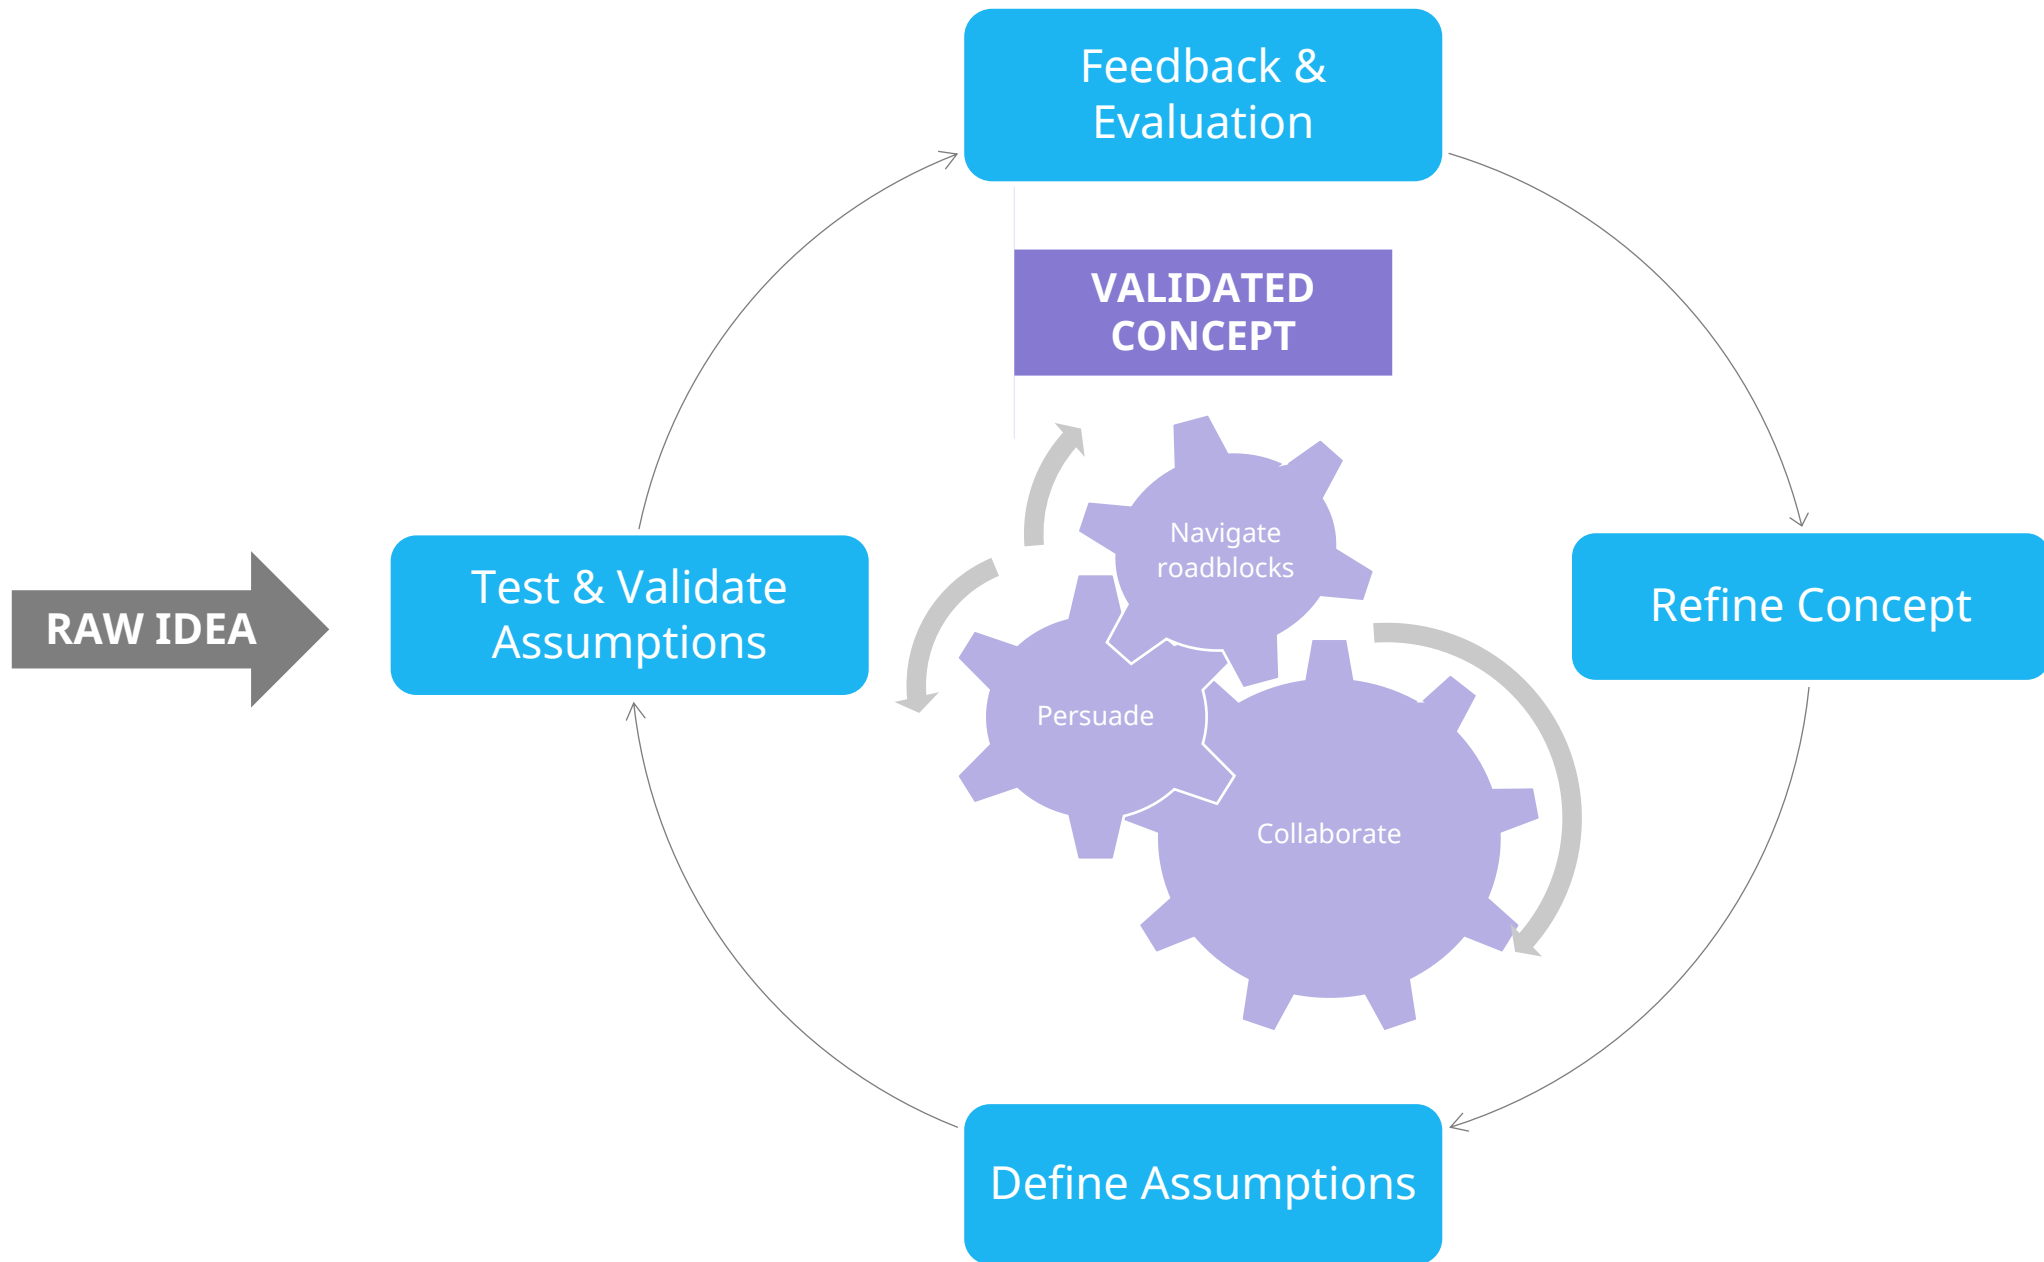 Feedback &
Evaluation
VALIDATED
CONCEPT
Navigate
roadblocks
Test & Validate
Assumptions
Refine Concept
RAW IDEA
Persuade
Collaborate
Define Assumptions